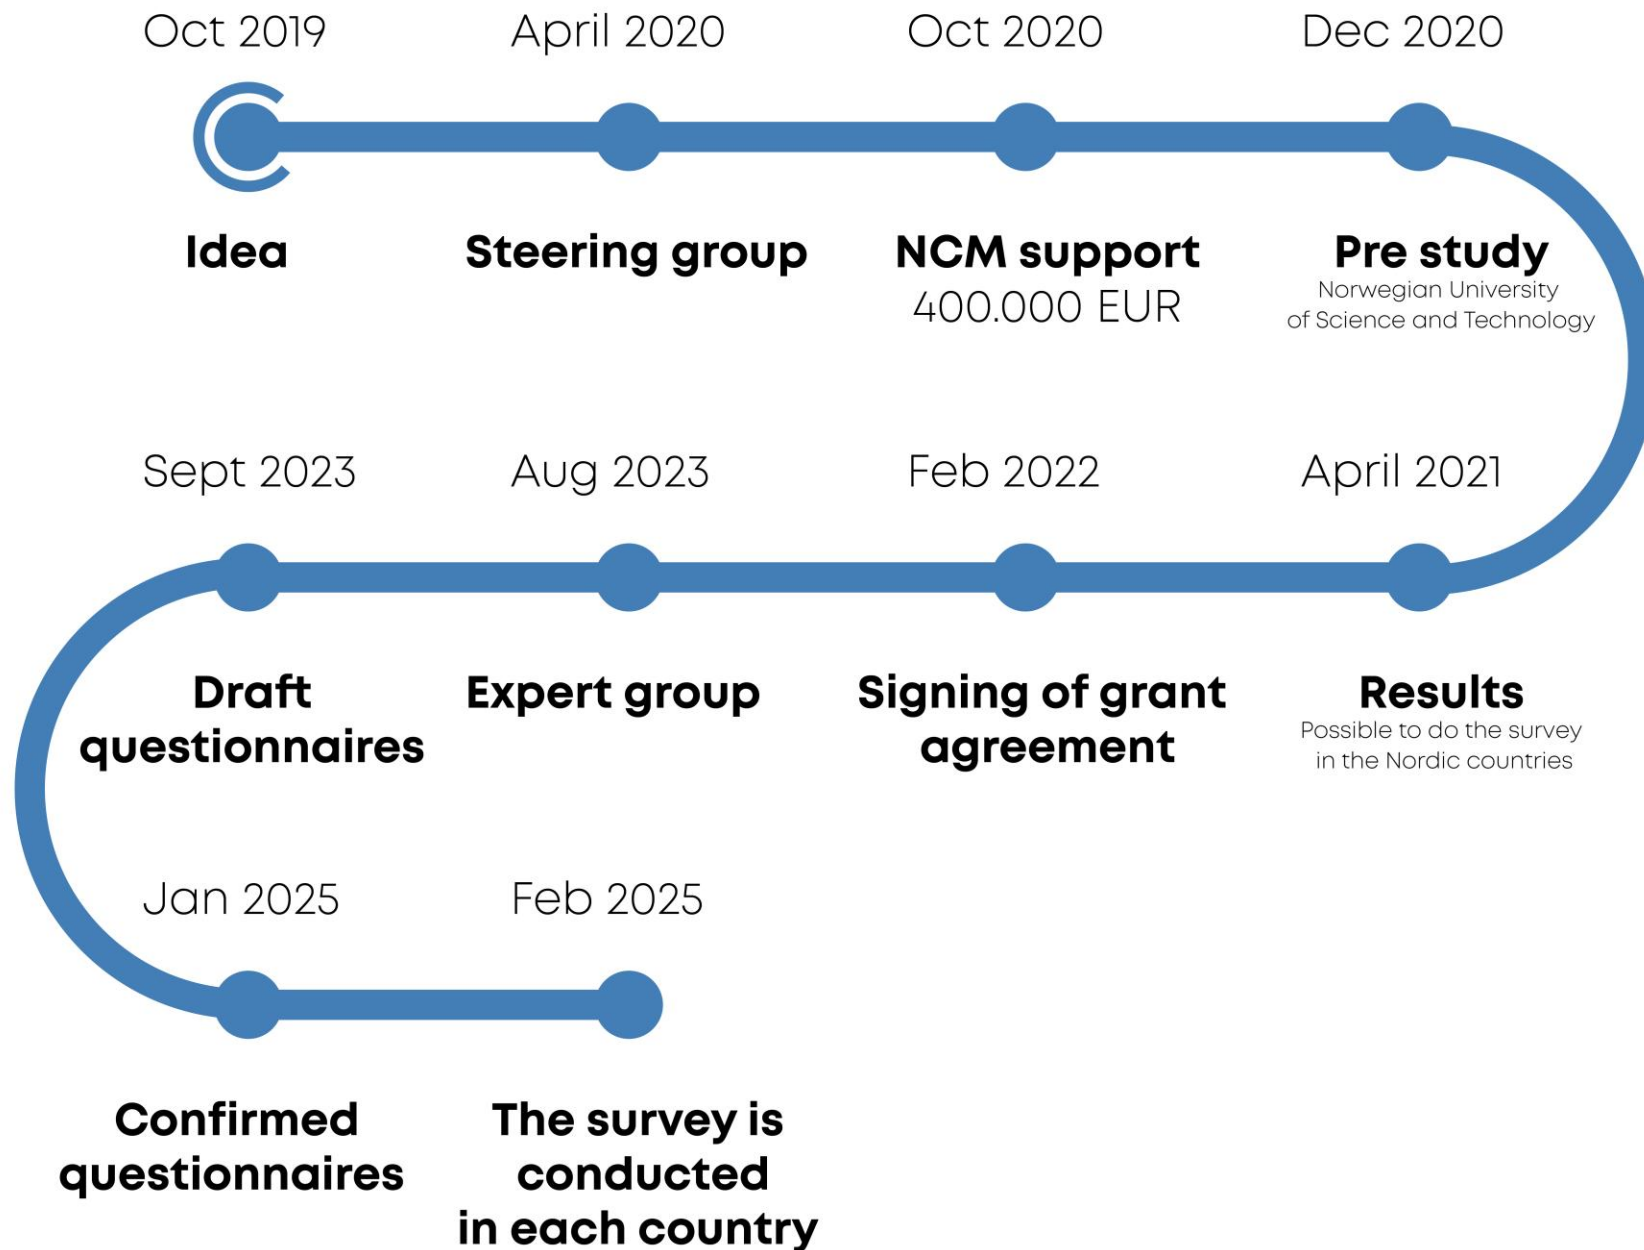 Oct 2019
April 2020
Oct 2020
Dec 2020
Idea
Steering group
NCM support
400.000 EUR
Pre study
Norwegian University
of Science and Technology
Sept 2023
Aug 2023
Feb 2022
April 2021
Draft
questionnaires
Expert group
Signing of grant
agreement
Results
Possible to do the survey
in the Nordic countries
Jan 2025
Feb 2025
Confirmed
questionnaires
The survey is
conducted
in each country